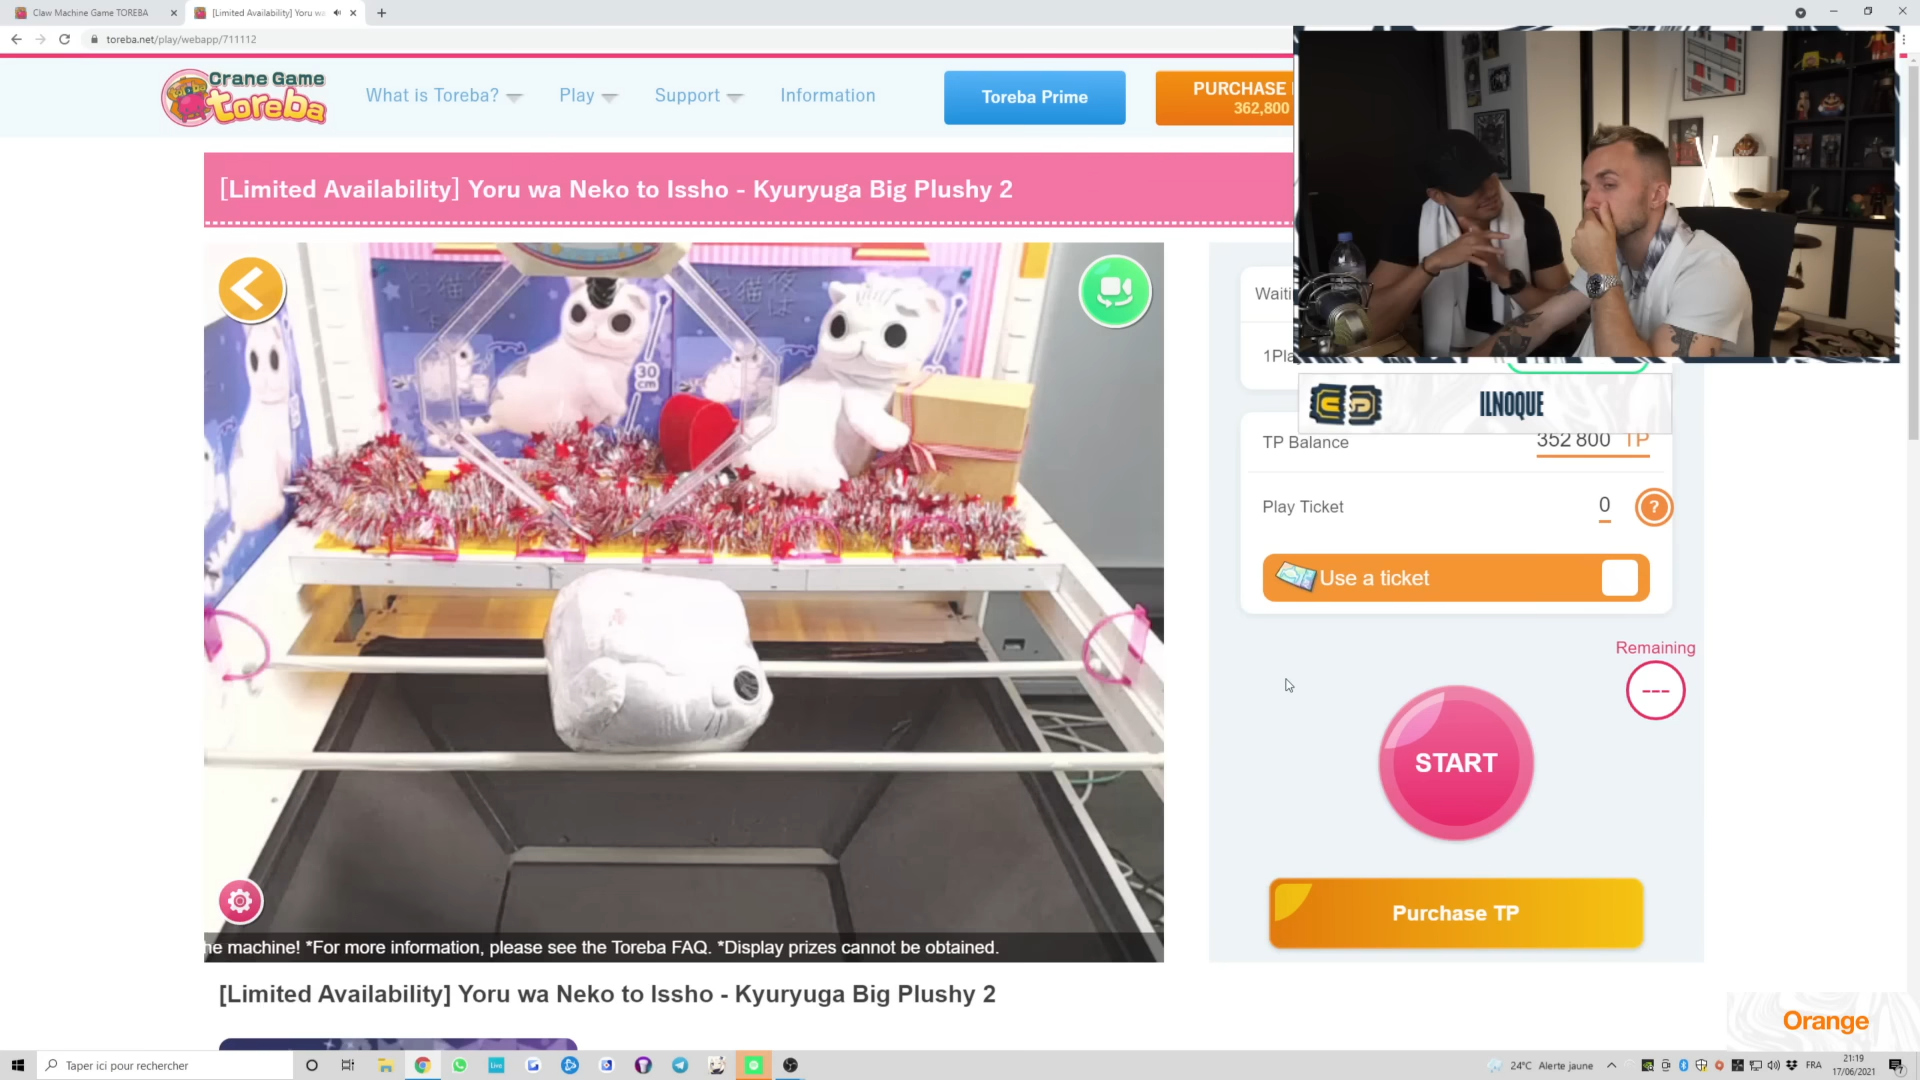 Claw Machine Game TOREBA
[Limited Availability] Yoru wa
toreba.net/play/webapp/711112
Crane Game
toreba
What is Toreba?
Play
Support
Information
Toreba Prime
PURCHASE
362,800
[Limited Availability] Yoru wa Neko to Issho - Kyuryuga Big Plushy 2
30
cm
Waiti
1Pla
ILNOQUE
TP Balance
352 800 TP
Play Ticket
0
?
Use a ticket
Remaining
---
START
Purchase TP
he machine! *For more information, please see the Toreba FAQ. *Display prizes cannot be obtained.
[Limited Availability] Yoru wa Neko to Issho - Kyuryuga Big Plushy 2
Orange
Taper ici pour rechercher
Live
24°C Alerte jaune
FRA
21:19
17/06/2021